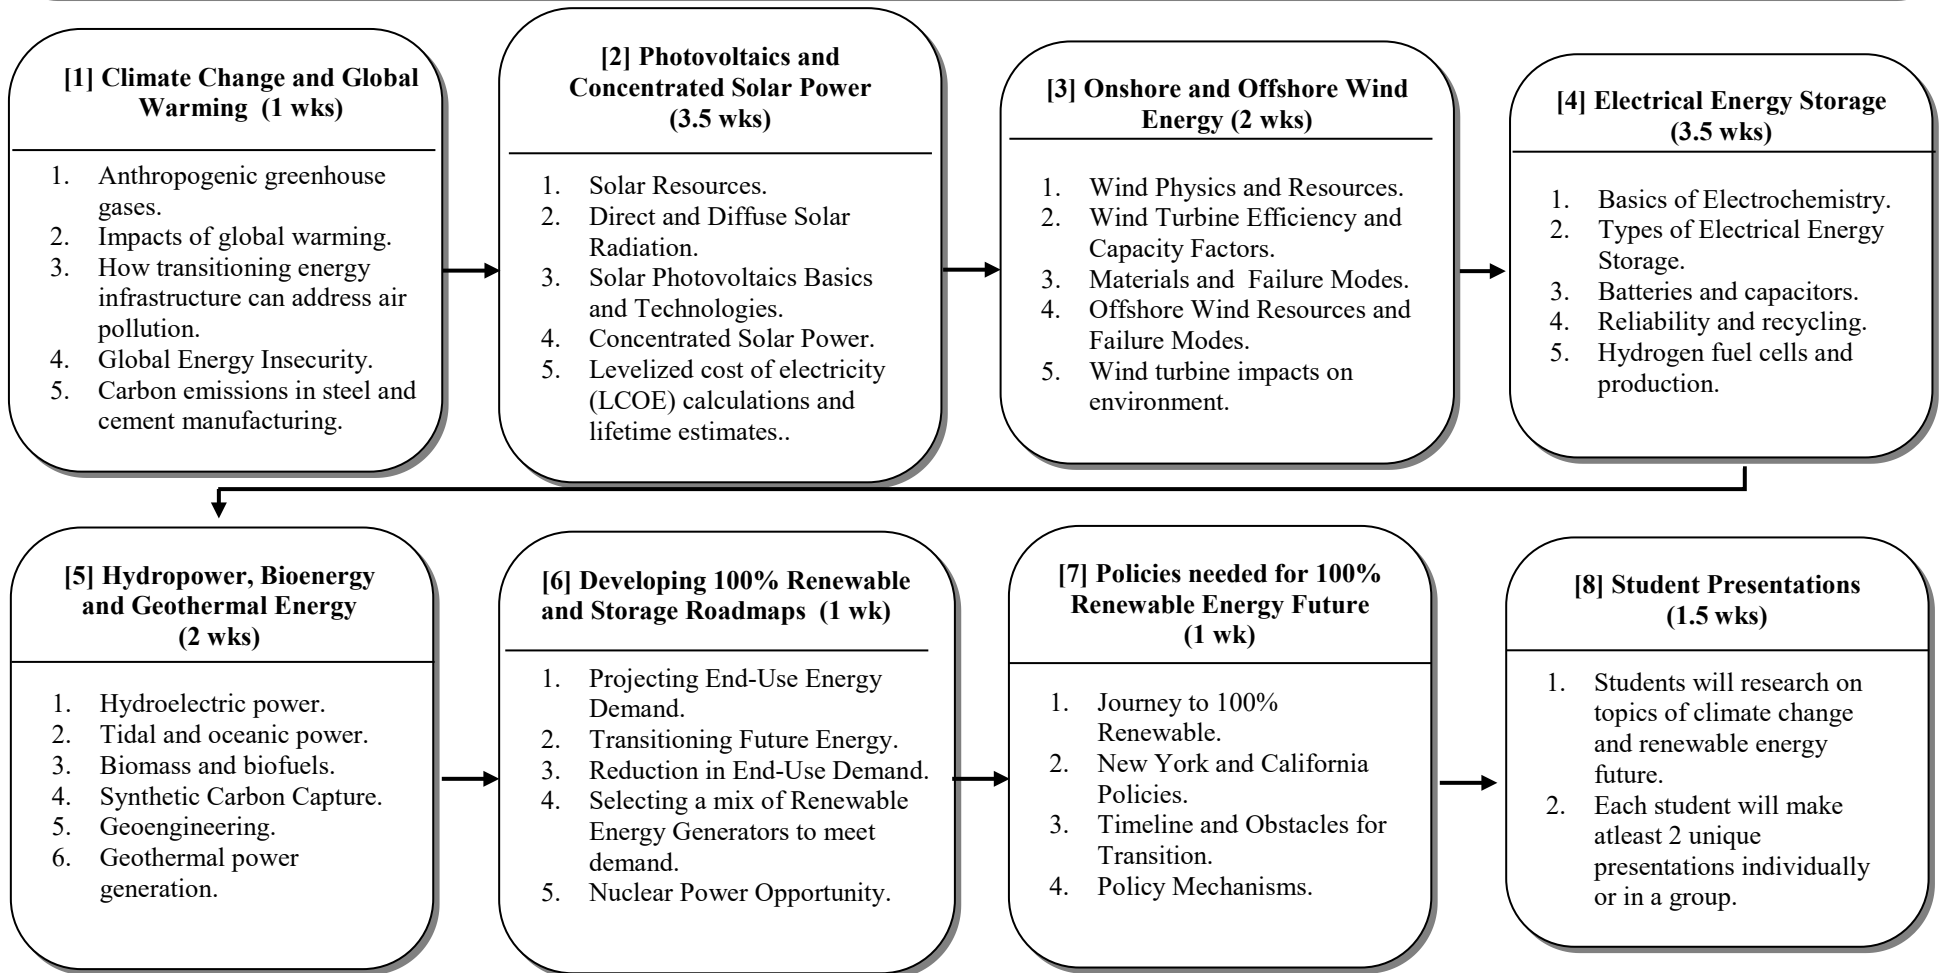 [1] Climate Change and Global
Warming  (1 wks)
1. Anthropogenic greenhouse
gases.
2. Impacts of global warming.
3. How transitioning energy
infrastructure can address air
pollution.
4. Global Energy Insecurity.
5. Carbon emissions in steel and
cement manufacturing.
[2] Photovoltaics and
Concentrated Solar Power
(3.5 wks)
1. Solar Resources.
2. Direct and Diffuse Solar
Radiation.
3. Solar Photovoltaics Basics
and Technologies.
4. Concentrated Solar Power.
5. Levelized cost of electricity
(LCOE) calculations and
lifetime estimates..
[3] Onshore and Offshore Wind
Energy (2 wks)
1. Wind Physics and Resources.
2. Wind Turbine Efficiency and
Capacity Factors.
3. Materials and  Failure Modes.
4. Offshore Wind Resources and
Failure Modes.
5. Wind turbine impacts on
environment.
[4] Electrical Energy Storage
(3.5 wks)
1. Basics of Electrochemistry.
2. Types of Electrical Energy
Storage.
3. Batteries and capacitors.
4. Reliability and recycling.
5. Hydrogen fuel cells and
production.
[5] Hydropower, Bioenergy
and Geothermal Energy
(2 wks)
1. Hydroelectric power.
2. Tidal and oceanic power.
3. Biomass and biofuels.
4. Synthetic Carbon Capture.
5. Geoengineering.
6. Geothermal power
generation.
[6] Developing 100% Renewable
and Storage Roadmaps  (1 wk)
1. Projecting End-Use Energy
Demand.
2. Transitioning Future Energy.
3. Reduction in End-Use Demand.
4. Selecting a mix of Renewable
Energy Generators to meet
demand.
5. Nuclear Power Opportunity.
[7] Policies needed for 100%
Renewable Energy Future
(1 wk)
1. Journey to 100%
Renewable.
2. New York and California
Policies.
3. Timeline and Obstacles for
Transition.
4. Policy Mechanisms.
[8] Student Presentations
(1.5 wks)
1. Students will research on
topics of climate change
and renewable energy
future.
2. Each student will make
atleast 2 unique
presentations individually
or in a group.